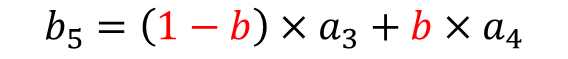 b₅ = (1 − b) × a₃ + b × a₄